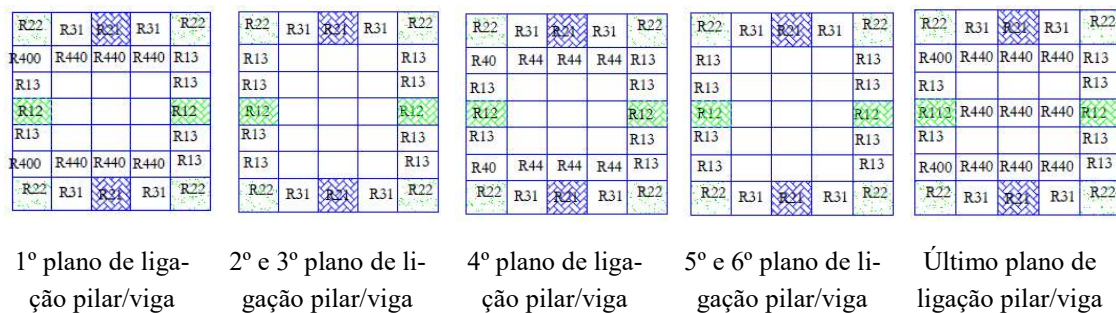 R22 R31 R21 R31 R22
R400 R440 R440 R440 R13
R13 R13
R12 R12
R13 R13
R400 R440 R440 R440 R13
R22 R31 R21 R31 R22
1º plano de liga-
ção pilar/viga
R22 R31 R21 R31 R22
R13 R13
R13 R13
R12 R12
R13 R13
R13 R13
R22 R31 R21 R31 R22
2º e 3º plano de li-
gação pilar/viga
R22 R31 R21 R31 R22
R40 R44 R44 R44 R13
R13 R13
R12 R12
R13 R13
R40 R44 R44 R44 R13
R22 R31 R21 R31 R22
4º plano de liga-
ção pilar/viga
R22 R31 R21 R31 R22
R13 R13
R13 R13
R12 R12
R13 R13
R13 R13
R22 R31 R21 R31 R22
5º e 6º plano de li-
gação pilar/viga
R22 R31 R21 R31 R22
R400 R440 R440 R440 R13
R13 R13
R112 R440 R440 R440 R12
R13 R13
R400 R440 R440 R440 R13
R22 R31 R21 R31 R22
Último plano de
ligação pilar/viga